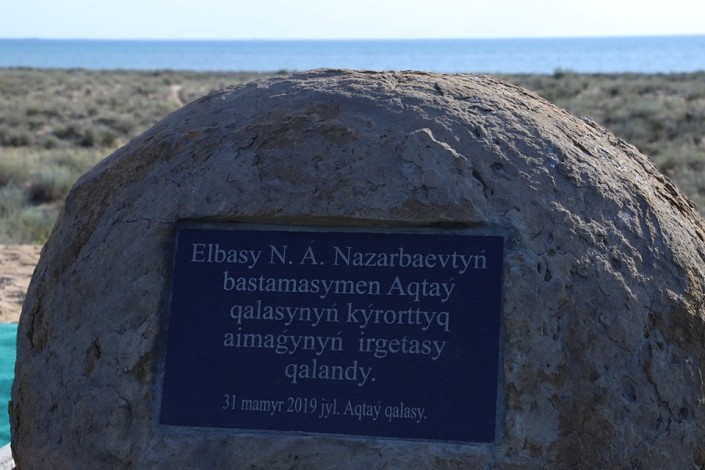 Elbasy N. Á. Nazarbaevtyń
bastamasymen Aqtaý
qalasynyń kýrorttyq
aimaǵynyń irgetasy
qalandy.
31 mamyr 2019 jyl. Aqtaý qalasy.